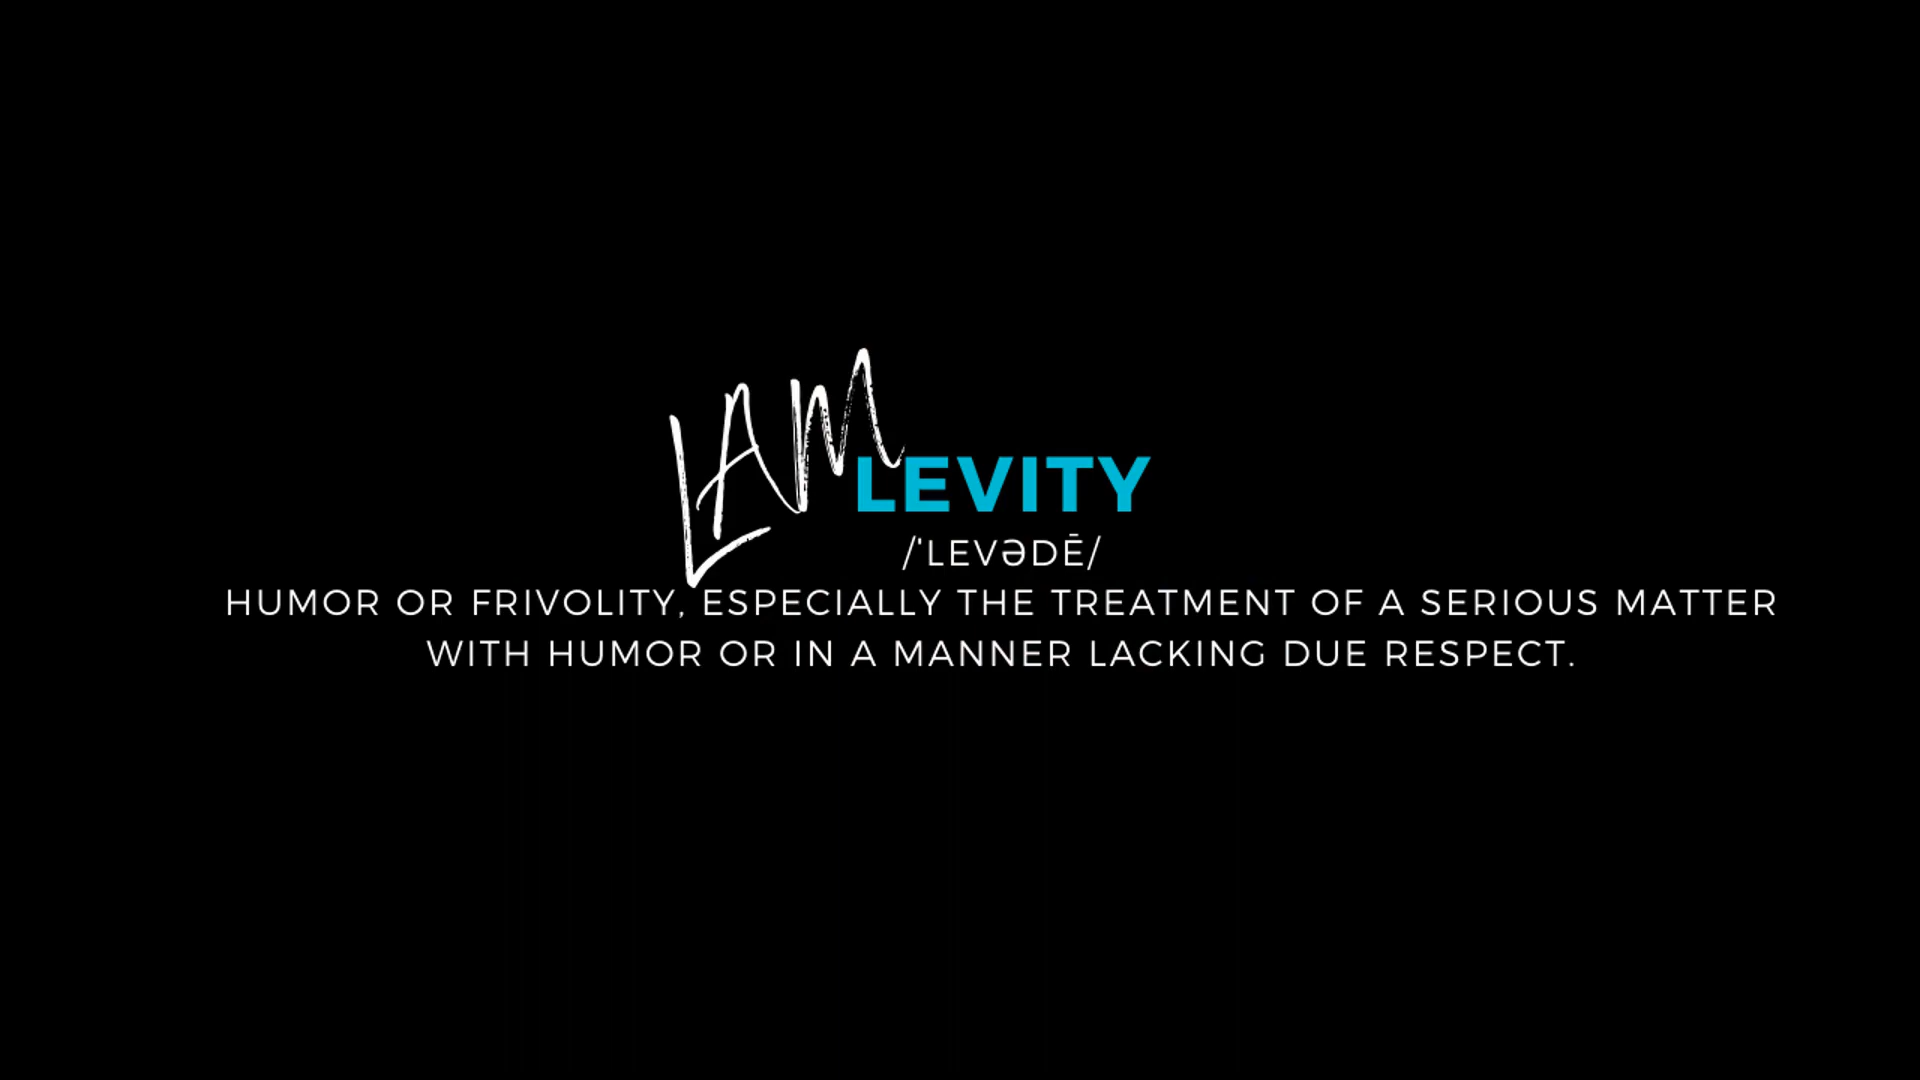 LAM
LEVITY
/ˈLEVƏDĒ/
HUMOR OR FRIVOLITY, ESPECIALLY THE TREATMENT OF A SERIOUS MATTER
WITH HUMOR OR IN A MANNER LACKING DUE RESPECT.